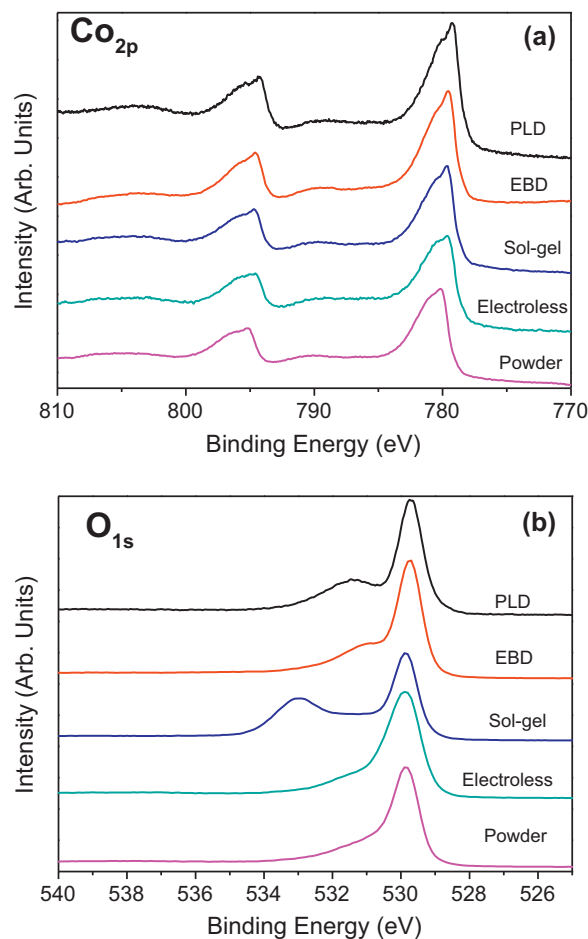 Co2p
(a)
PLD
EBD
Sol-gel
Electroless
Powder
Intensity (Arb. Units)
810 800 790 780 770
Binding Energy (eV)
O1s
(b)
PLD
EBD
Sol-gel
Electroless
Powder
Intensity (Arb. Units)
540 538 536 534 532 530 528 526
Binding Energy (eV)